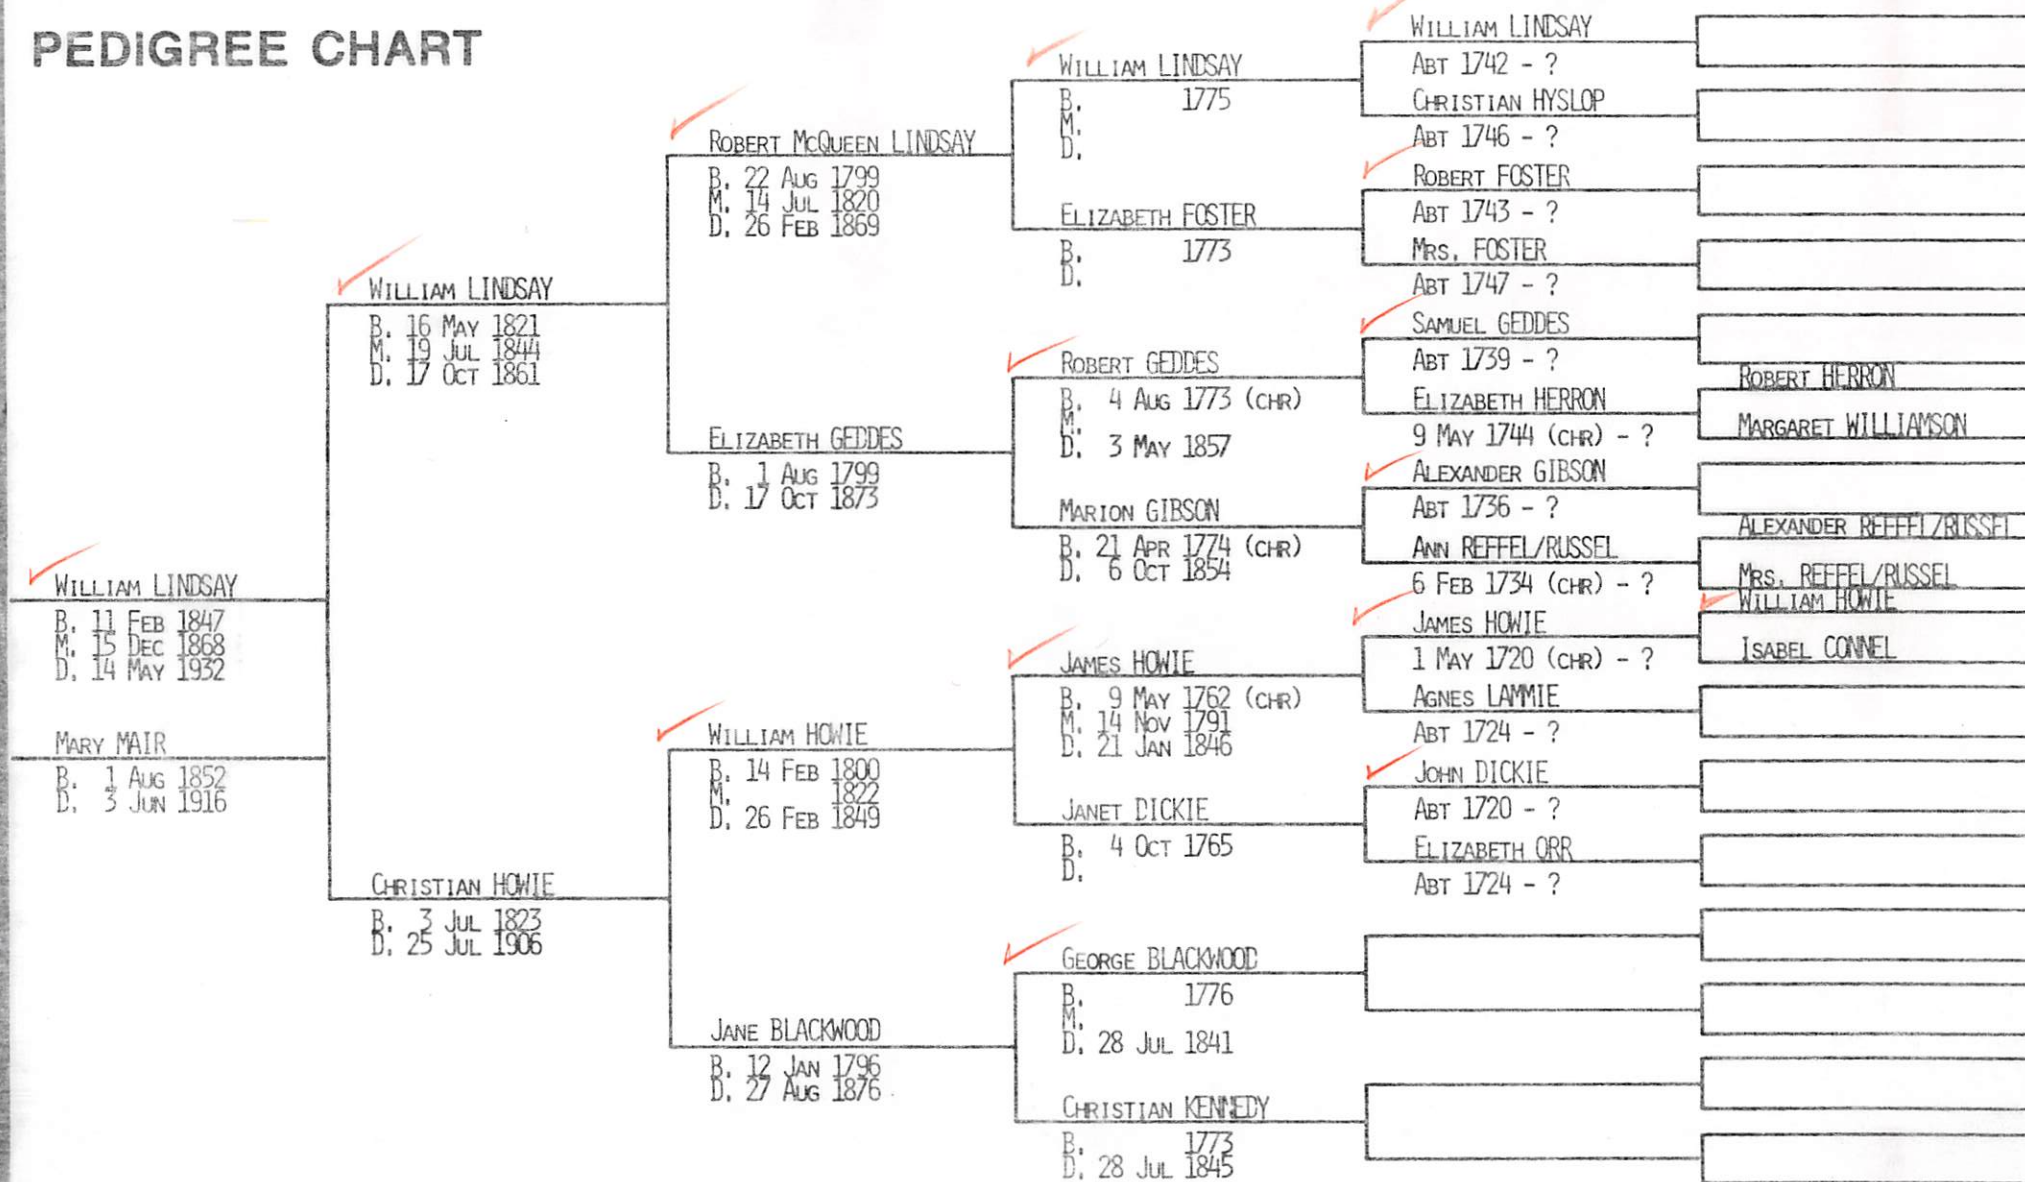 PEDIGREE CHART
WILLIAM LINDSAY
B. 11 FEB 1847
M. 15 DEC 1868
D. 14 MAY 1932
MARY MAIR
B. 1 AUG 1852
D. 3 JUN 1916
WILLIAM LINDSAY
B. 16 MAY 1821
M. 19 JUL 1844
D. 17 OCT 1861
CHRISTIAN HOWIE
B. 3 JUL 1823
D. 25 JUL 1906
ROBERT MCQUEEN LINDSAY
B. 22 AUG 1799
M. 14 JUL 1820
D. 26 FEB 1869
ELIZABETH GEDDES
B. 1 AUG 1799
D. 17 OCT 1873
WILLIAM HOWIE
B. 14 FEB 1800
M. 1822
D. 26 FEB 1849
JANE BLACKWOOD
B. 12 JAN 1796
D. 27 AUG 1876
WILLIAM LINDSAY
B. 1775
M.
D.
ELIZABETH FOSTER
B. 1773
D.
ROBERT GEDDES
B. 4 AUG 1773 (CHR)
M.
D. 3 MAY 1857
MARION GIBSON
B. 21 APR 1774 (CHR)
D. 6 OCT 1854
JAMES HOWIE
B. 9 MAY 1762 (CHR)
M. 14 NOV 1791
D. 21 JAN 1846
JANET DICKIE
B. 4 OCT 1765
D.
GEORGE BLACKWOOD
B. 1776
M.
D. 28 JUL 1841
CHRISTIAN KENNEDY
B. 1773
D. 28 JUL 1845
WILLIAM LINDSAY
ABT 1742 - ?
CHRISTIAN HYSLOP
ABT 1746 - ?
ROBERT FOSTER
ABT 1743 - ?
MRS. FOSTER
ABT 1747 - ?
SAMUEL GEDDES
ABT 1739 - ?
ELIZABETH HERRON
9 MAY 1744 (CHR) - ?
ALEXANDER GIBSON
ABT 1736 - ?
ANN REFFEL/RUSSEL
6 FEB 1734 (CHR) - ?
JAMES HOWIE
1 MAY 1720 (CHR) - ?
AGNES LAMMIE
ABT 1724 - ?
JOHN DICKIE
ABT 1720 - ?
ELIZABETH ORR
ABT 1724 - ?
ROBERT HERRON
MARGARET WILLIAMSON
ALEXANDER REFFEL/RUSSEL
MRS. REFFEL/RUSSEL
WILLIAM HOWIE
ISABEL CONNEL